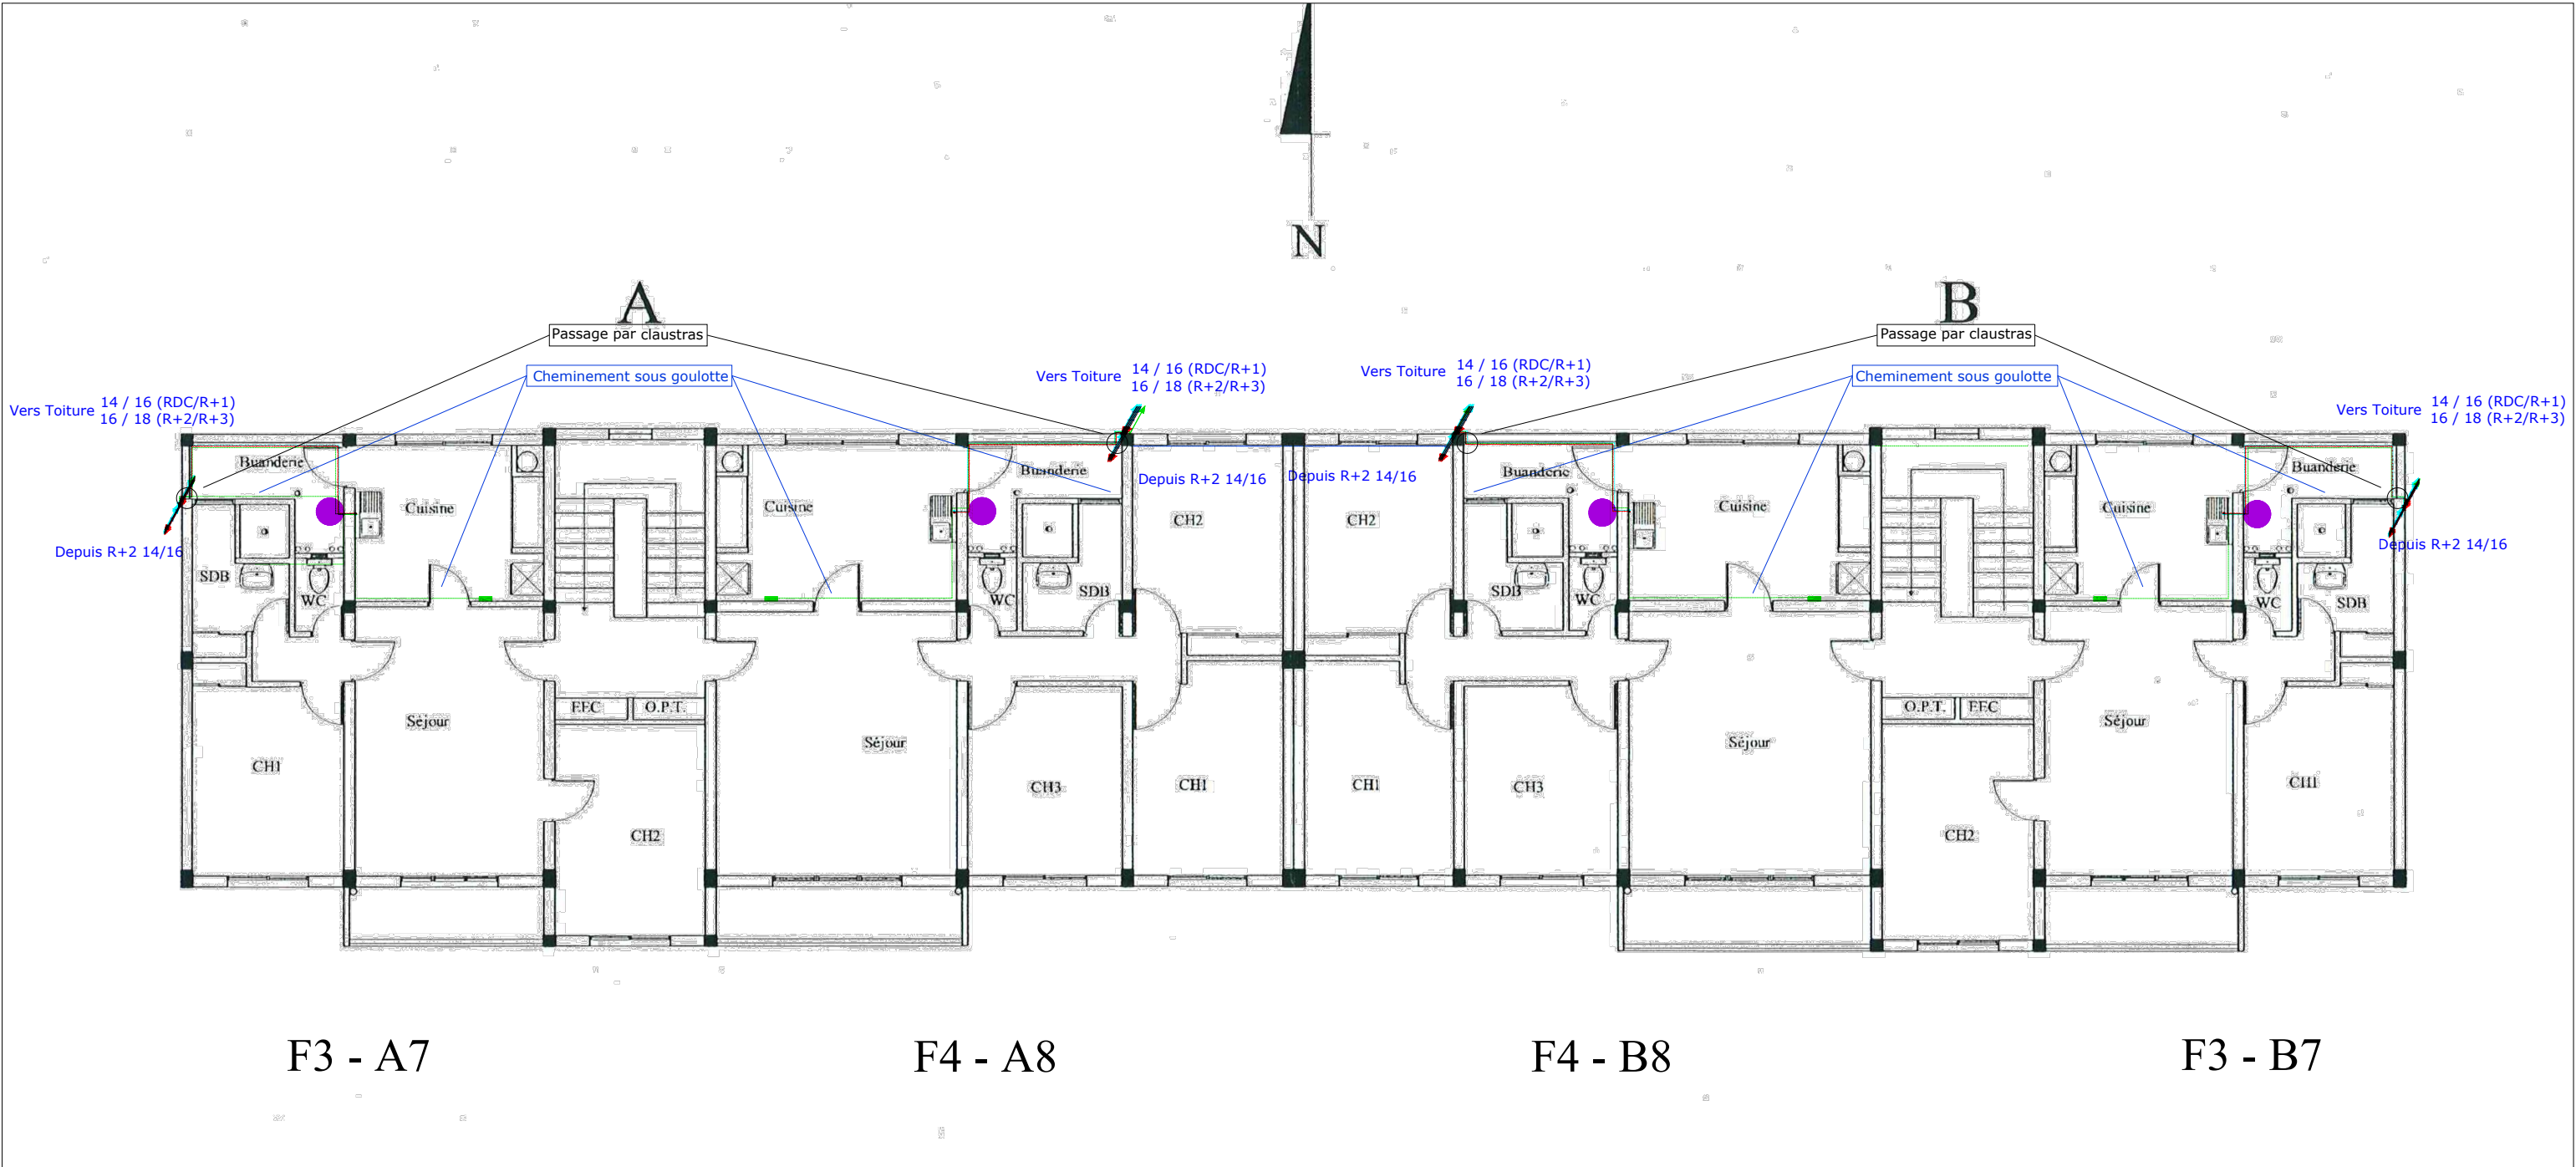 N
A
B
Passage par claustras
Passage par claustras
Cheminement sous goulotte
Cheminement sous goulotte
Vers Toiture
14 / 16 (RDC/R+1)
16 / 18 (R+2/R+3)
Vers Toiture
14 / 16 (RDC/R+1)
16 / 18 (R+2/R+3)
Vers Toiture
14 / 16 (RDC/R+1)
16 / 18 (R+2/R+3)
Vers Toiture
14 / 16 (RDC/R+1)
16 / 18 (R+2/R+3)
Depuis R+2 14/16
Depuis R+2 14/16
Depuis R+2 14/16
Depuis R+2 14/16
Buanderie
Cuisine
Cuisine
Buanderie
CH2
CH2
Buanderie
Cuisine
Cuisine
Buanderie
SDB
WC
WC
SDB
SDB
WC
WC
SDB
Séjour
EEC
O.P.T.
Séjour
Séjour
O.P.T.
EEC
Séjour
CH1
CH2
CH3
CH1
CH1
CH3
CH2
CH1
F3 - A7
F4 - A8
F4 - B8
F3 - B7